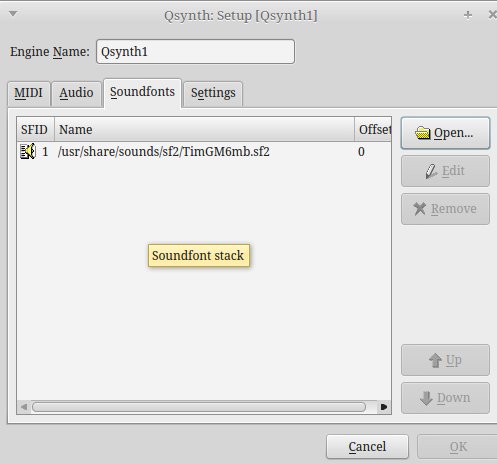 Qsynth: Setup [Qsynth1]
Engine Name: Qsynth1
MIDI Audio Soundfonts Settings
SFID Name Offset
1 /usr/share/sounds/sf2/TimGM6mb.sf2 0
Open...
Edit
Remove
Soundfont stack
Up
Down
Cancel OK